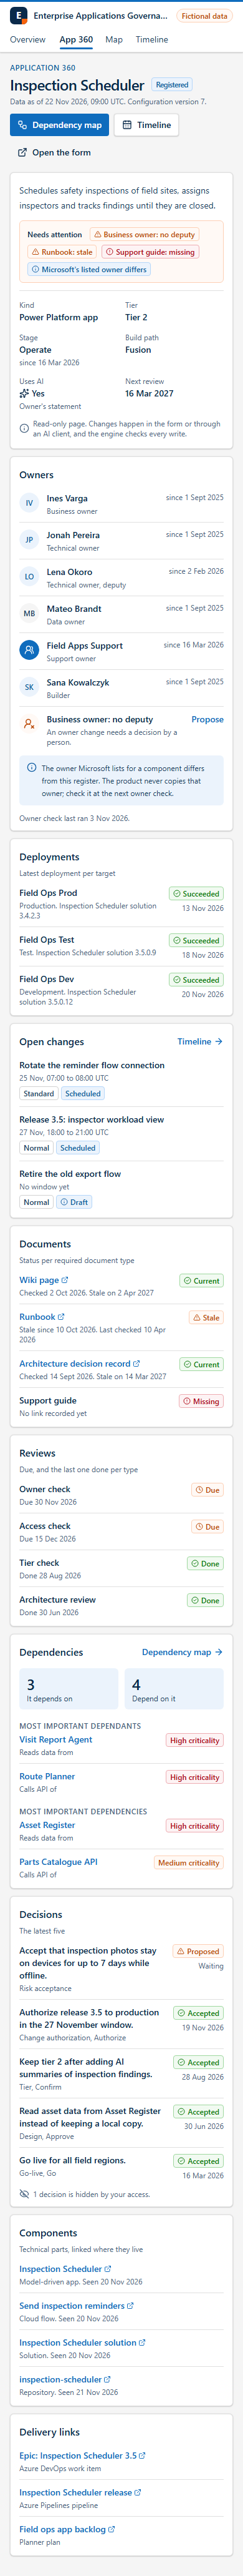 E
Enterprise Applications Governa...
Fictional data
Overview
App 360
Map
Timeline
APPLICATION 360
Inspection Scheduler
Registered
Data as of 22 Nov 2026, 09:00 UTC. Configuration version 7.
Dependency map
Timeline
Open the form
Schedules safety inspections of field sites, assigns
inspectors and tracks findings until they are closed.
Needs attention
Business owner: no deputy
Runbook: stale
Support guide: missing
Microsoft's listed owner differs
Kind
Tier
Power Platform app
Tier 2
Stage
Build path
Operate
Fusion
since 16 Mar 2026
Uses AI
Next review
Yes
16 Mar 2027
Owner's statement
Read-only page. Changes happen in the form or through
an AI client, and the engine checks every write.
Owners
IV
Ines Varga
since 1 Sept 2025
Business owner
JP
Jonah Pereira
since 1 Sept 2025
Technical owner
LO
Lena Okoro
since 2 Feb 2026
Technical owner, deputy
MB
Mateo Brandt
since 1 Sept 2025
Data owner
Field Apps Support
since 16 Mar 2026
Support owner
SK
Sana Kowalczyk
since 1 Sept 2025
Builder
Business owner: no deputy
Propose
An owner change needs a decision by a
person.
The owner Microsoft lists for a component differs
from this register. The product never copies that
owner; check it at the next owner check.
Owner check last ran 3 Nov 2026.
Deployments
Latest deployment per target
Field Ops Prod
Succeeded
Production. Inspection Scheduler solution
3.4.2.3
13 Nov 2026
Field Ops Test
Succeeded
Test. Inspection Scheduler solution 3.5.0.9
18 Nov 2026
Field Ops Dev
Succeeded
Development. Inspection Scheduler
solution 3.5.0.12
20 Nov 2026
Open changes
Timeline
Rotate the reminder flow connection
25 Nov, 07:00 to 08:00 UTC
Standard
Scheduled
Release 3.5: inspector workload view
27 Nov, 18:00 to 21:00 UTC
Normal
Scheduled
Retire the old export flow
No window yet
Normal
Draft
Documents
Status per required document type
Wiki page
Current
Checked 2 Oct 2026. Stale on 2 Apr 2027
Runbook
Stale
Stale since 10 Oct 2026. Last checked 10 Apr
2026
Architecture decision record
Current
Checked 14 Sept 2026. Stale on 14 Mar 2027
Support guide
Missing
No link recorded yet
Reviews
Due, and the last one done per type
Owner check
Due
Due 30 Nov 2026
Access check
Due
Due 15 Dec 2026
Tier check
Done
Done 28 Aug 2026
Architecture review
Done
Done 30 Jun 2026
Dependencies
Dependency map
3
It depends on
4
Depend on it
MOST IMPORTANT DEPENDANTS
Visit Report Agent
High criticality
Reads data from
Route Planner
High criticality
Calls API of
MOST IMPORTANT DEPENDENCIES
Asset Register
High criticality
Reads data from
Parts Catalogue API
Medium criticality
Calls API of
Decisions
The latest five
Accept that inspection photos stay
on devices for up to 7 days while
offline.
Proposed
Waiting
Risk acceptance
Authorize release 3.5 to production
in the 27 November window.
Accepted
19 Nov 2026
Change authorization, Authorize
Keep tier 2 after adding AI
summaries of inspection findings.
Accepted
28 Aug 2026
Tier, Confirm
Read asset data from Asset Register
instead of keeping a local copy.
Accepted
30 Jun 2026
Design, Approve
Go live for all field regions.
Accepted
Go-live, Go
16 Mar 2026
1 decision is hidden by your access.
Components
Technical parts, linked where they live
Inspection Scheduler
Model-driven app. Seen 20 Nov 2026
Send inspection reminders
Cloud flow. Seen 20 Nov 2026
Inspection Scheduler solution
Solution. Seen 20 Nov 2026
inspection-scheduler
Repository. Seen 21 Nov 2026
Delivery links
Epic: Inspection Scheduler 3.5
Azure DevOps work item
Inspection Scheduler release
Azure Pipelines pipeline
Field ops app backlog
Planner plan